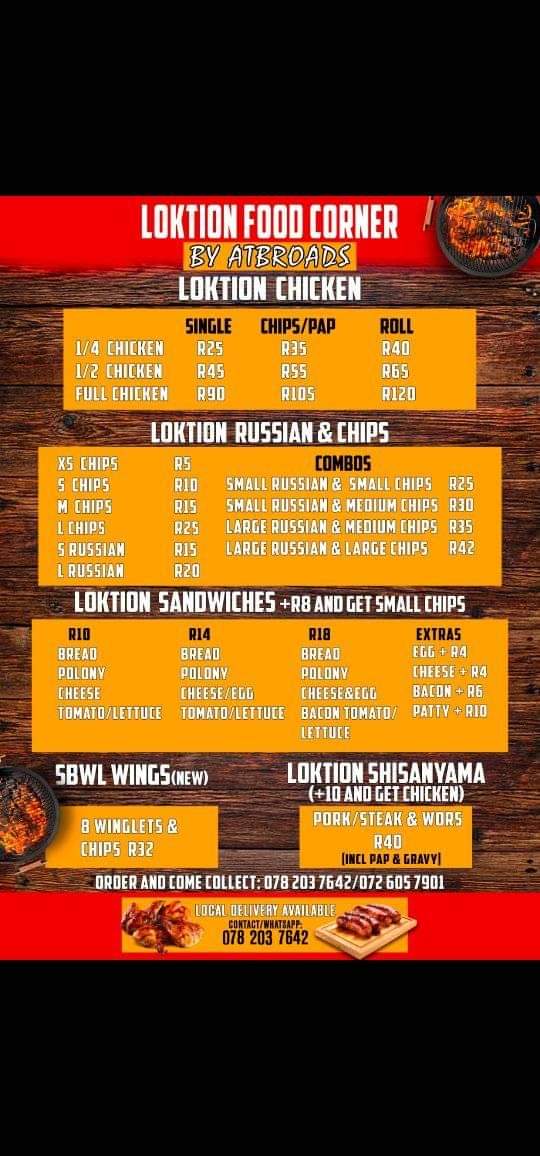 LOKTION FOOD CORNER
BY ATBROADS
LOKTION CHICKEN
SINGLE CHIPS/PAP ROLL
1/4 CHICKEN R25 R35 R40
1/2 CHICKEN R45 R55 R65
FULL CHICKEN R90 R105 R120
LOKTION RUSSIAN & CHIPS
XS CHIPS R5
S CHIPS R10
M CHIPS R15
L CHIPS R25
S RUSSIAN R15
L RUSSIAN R20
COMBOS
SMALL RUSSIAN & SMALL CHIPS R25
SMALL RUSSIAN & MEDIUM CHIPS R30
LARGE RUSSIAN & MEDIUM CHIPS R35
LARGE RUSSIAN & LARGE CHIPS R42
LOKTION SANDWICHES +R8 AND GET SMALL CHIPS
R10
BREAD
POLONY
CHEESE
TOMATO/LETTUCE
R14
BREAD
POLONY
CHEESE/EGG
TOMATO/LETTUCE
R18
BREAD
POLONY
CHEESE&EGG
BACON TOMATO/
LETTUCE
EXTRAS
EGG + R4
CHEESE + R4
BACON + R6
PATTY + R10
SBWL WINGS(NEW)
8 WINGLETS &
CHIPS R32
LOKTION SHISANYAMA
(+10 AND GET CHICKEN)
PORK/STEAK & WORS
R40
(INCL PAP & GRAVY)
ORDER AND COME COLLECT: 078 203 7642/072 605 7901
LOCAL DELIVERY AVAILABLE
CONTACT/WHATSAPP:
078 203 7642